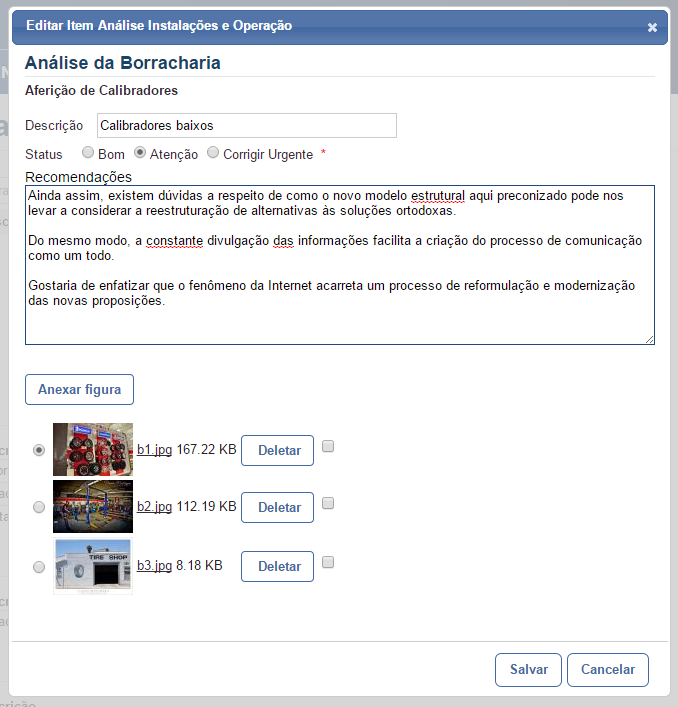 Editar Item Análise Instalações e Operação
Análise da Borracharia
Aferição de Calibradores
Descrição Calibradores baixos
Status Bom Atenção Corrigir Urgente *
Recomendações
Ainda assim, existem dúvidas a respeito de como o novo modelo estrutural aqui preconizado pode nos
levar a considerar a reestruturação de alternativas às soluções ortodoxas.
Do mesmo modo, a constante divulgação das informações facilita a criação do processo de comunicação
como um todo.
Gostaria de enfatizar que o fenômeno da Internet acarreta um processo de reformulação e modernização
das novas proposições.
Anexar figura
b1.jpg 167.22 KB Deletar
b2.jpg 112.19 KB Deletar
TIRE SHOP
b3.jpg 8.18 KB Deletar
Salvar Cancelar